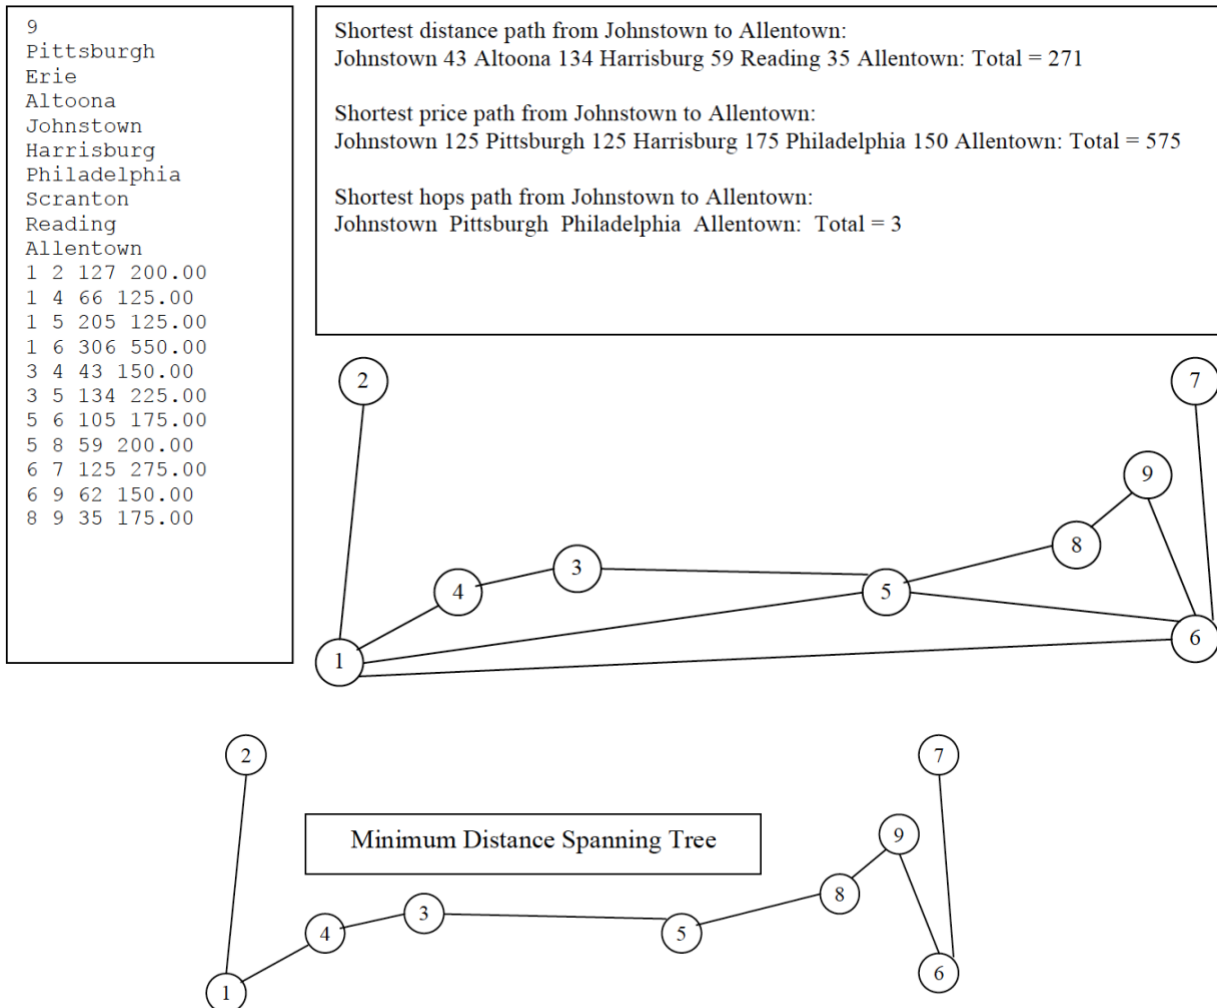 9
Pittsburgh
Erie
Altoona
Johnstown
Harrisburg
Philadelphia
Scranton
Reading
Allentown
1 2 127 200.00
1 4 66 125.00
1 5 205 125.00
1 6 306 550.00
3 4 43 150.00
3 5 134 225.00
5 6 105 175.00
5 8 59 200.00
6 7 125 275.00
6 9 62 150.00
8 9 35 175.00
Shortest distance path from Johnstown to Allentown:
Johnstown 43 Altoona 134 Harrisburg 59 Reading 35 Allentown: Total = 271
Shortest price path from Johnstown to Allentown:
Johnstown 125 Pittsburgh 125 Harrisburg 175 Philadelphia 150 Allentown: Total = 575
Shortest hops path from Johnstown to Allentown:
Johnstown Pittsburgh Philadelphia Allentown: Total = 3
2
7
9
8
3
4
5
6
1
2
7
Minimum Distance Spanning Tree
9
8
3
4
5
6
1